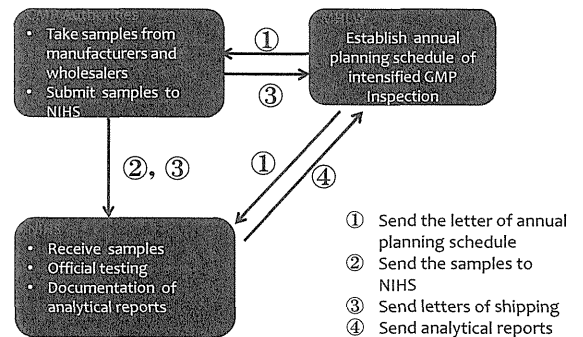 • Take samples from
manufacturers and
wholesalers
• Submit samples to
NIHS
①
③
Establish annual
planning schedule of
intensified GMP
Inspection
②, ③
①
④
• Receive samples
• Official testing
• Documentation of
analytical reports
① Send the letter of annual
planning schedule
② Send the samples to
NIHS
③ Send letters of shipping
④ Send analytical reports